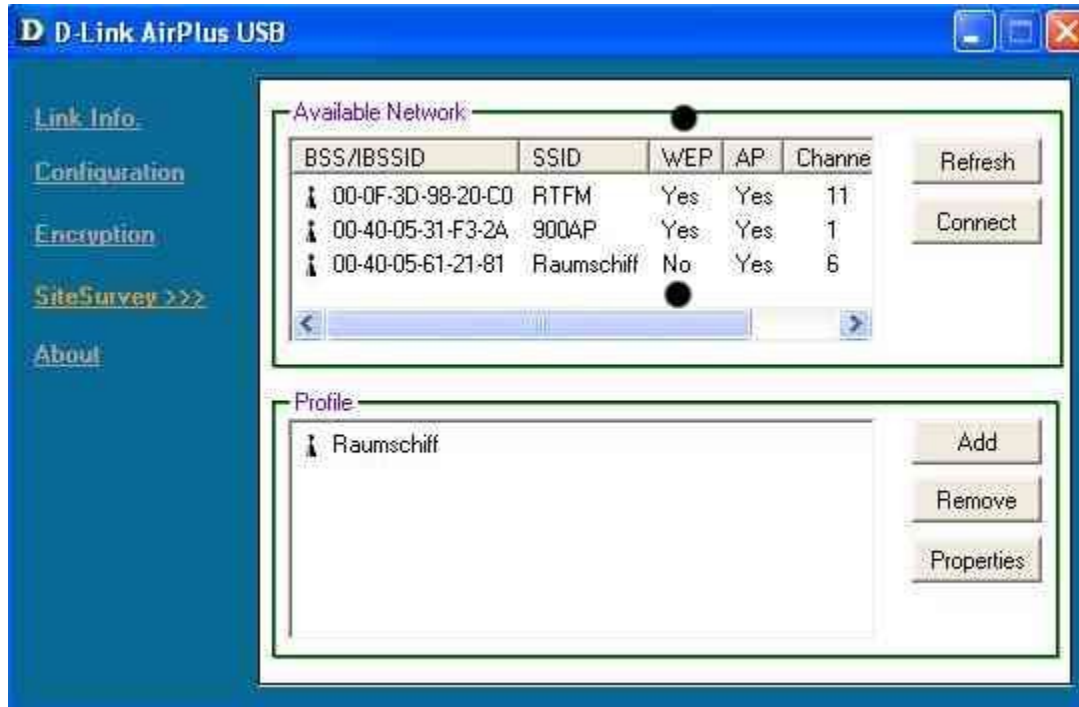 D D-Link AirPlus USB
Link Info.
Configuration
Encryption
SiteSurvey >>>
About
Available Network
BSS/IBSSID SSID WEP AP Channe
00-0F-3D-98-20-C0 RTFM Yes Yes 11
00-40-05-31-F3-2A 900AP Yes Yes 1
00-40-05-61-21-81 Raumschiff No Yes 6
Refresh
Connect
Profile
Raumschiff
Add
Remove
Properties